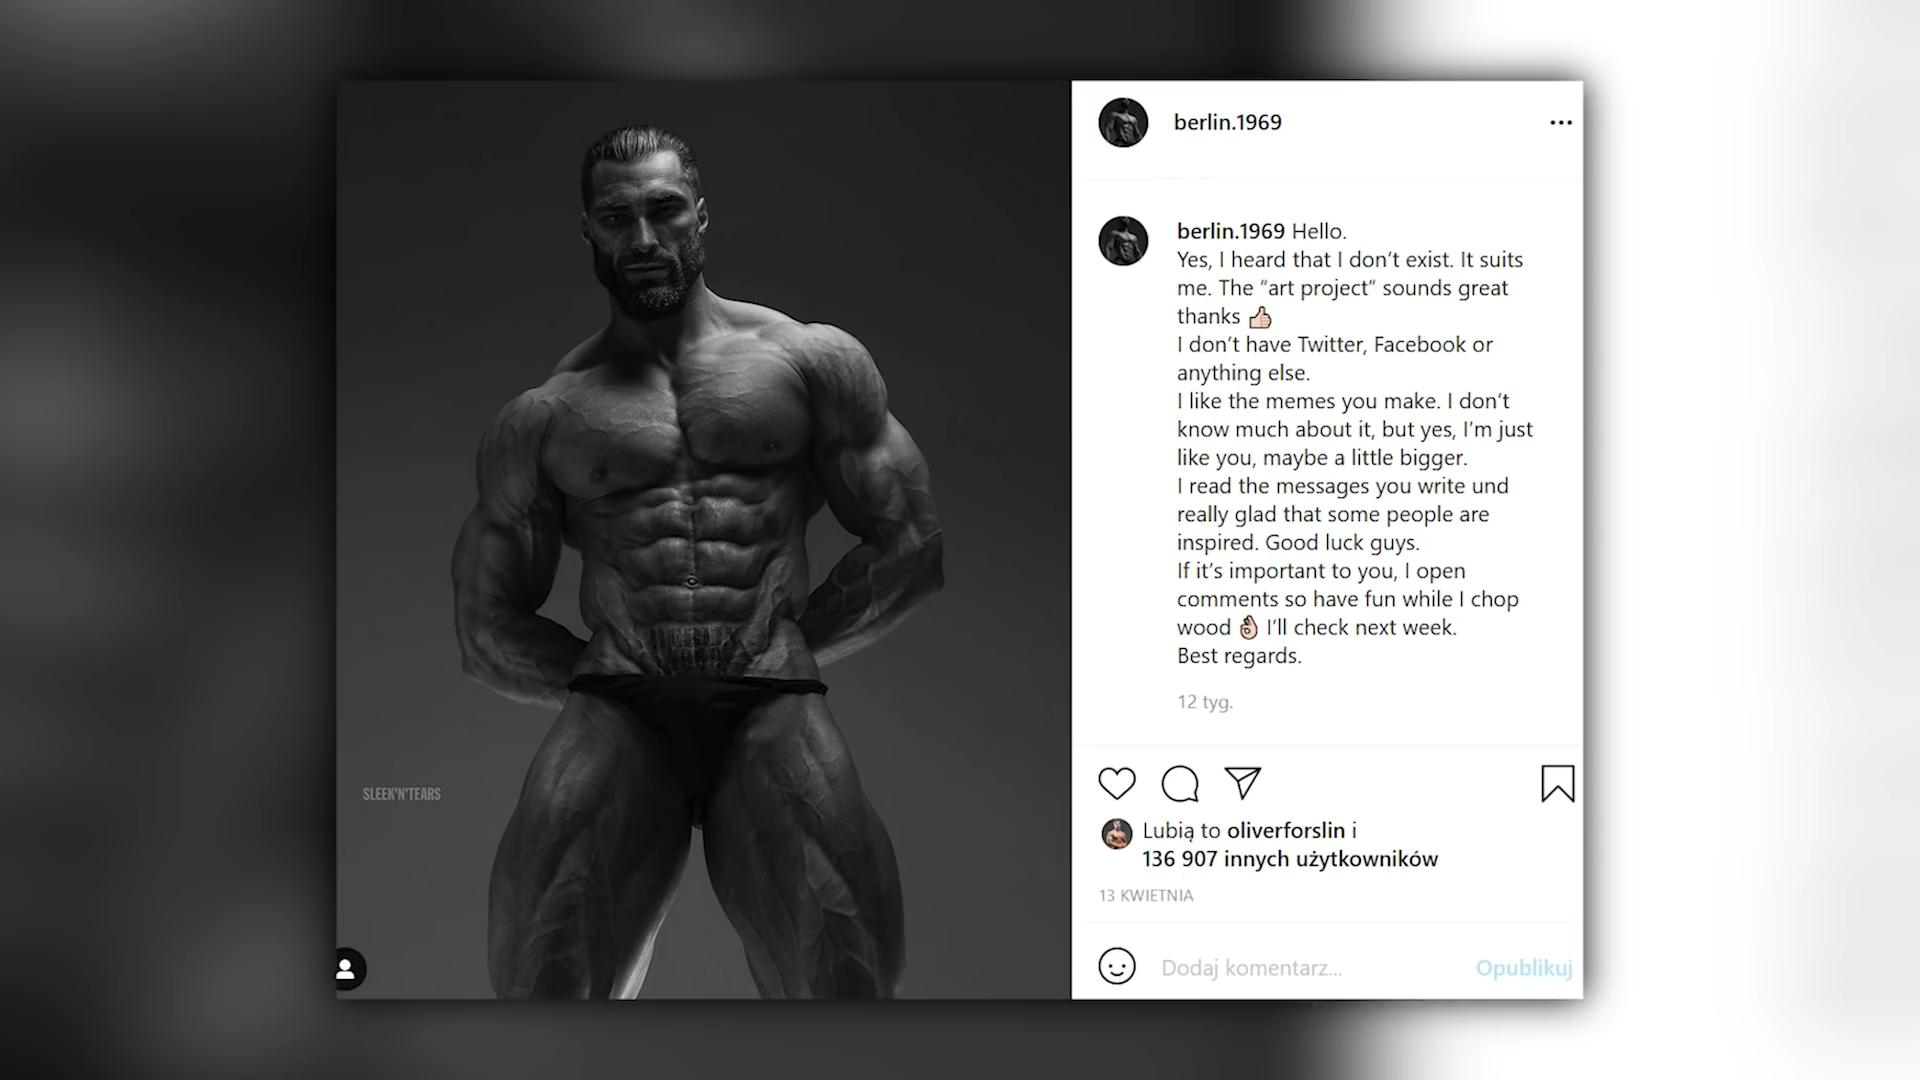 berlin.1969
berlin.1969 Hello.
Yes, I heard that I don't exist. It suits
me. The “art project” sounds great
thanks 👍🏻
I don't have Twitter, Facebook or
anything else.
I like the memes you make. I don't
know much about it, but yes, I'm just
like you, maybe a little bigger.
I read the messages you write und
really glad that some people are
inspired. Good luck guys.
If it's important to you, I open
comments so have fun while I chop
wood 👌🏻 I'll check next week.
Best regards.
12 tyg.
SLEEK'N'TEARS
Lubią to oliverforslin i
136 907 innych użytkowników
13 KWIETNIA
Dodaj komentarz...
Opublikuj